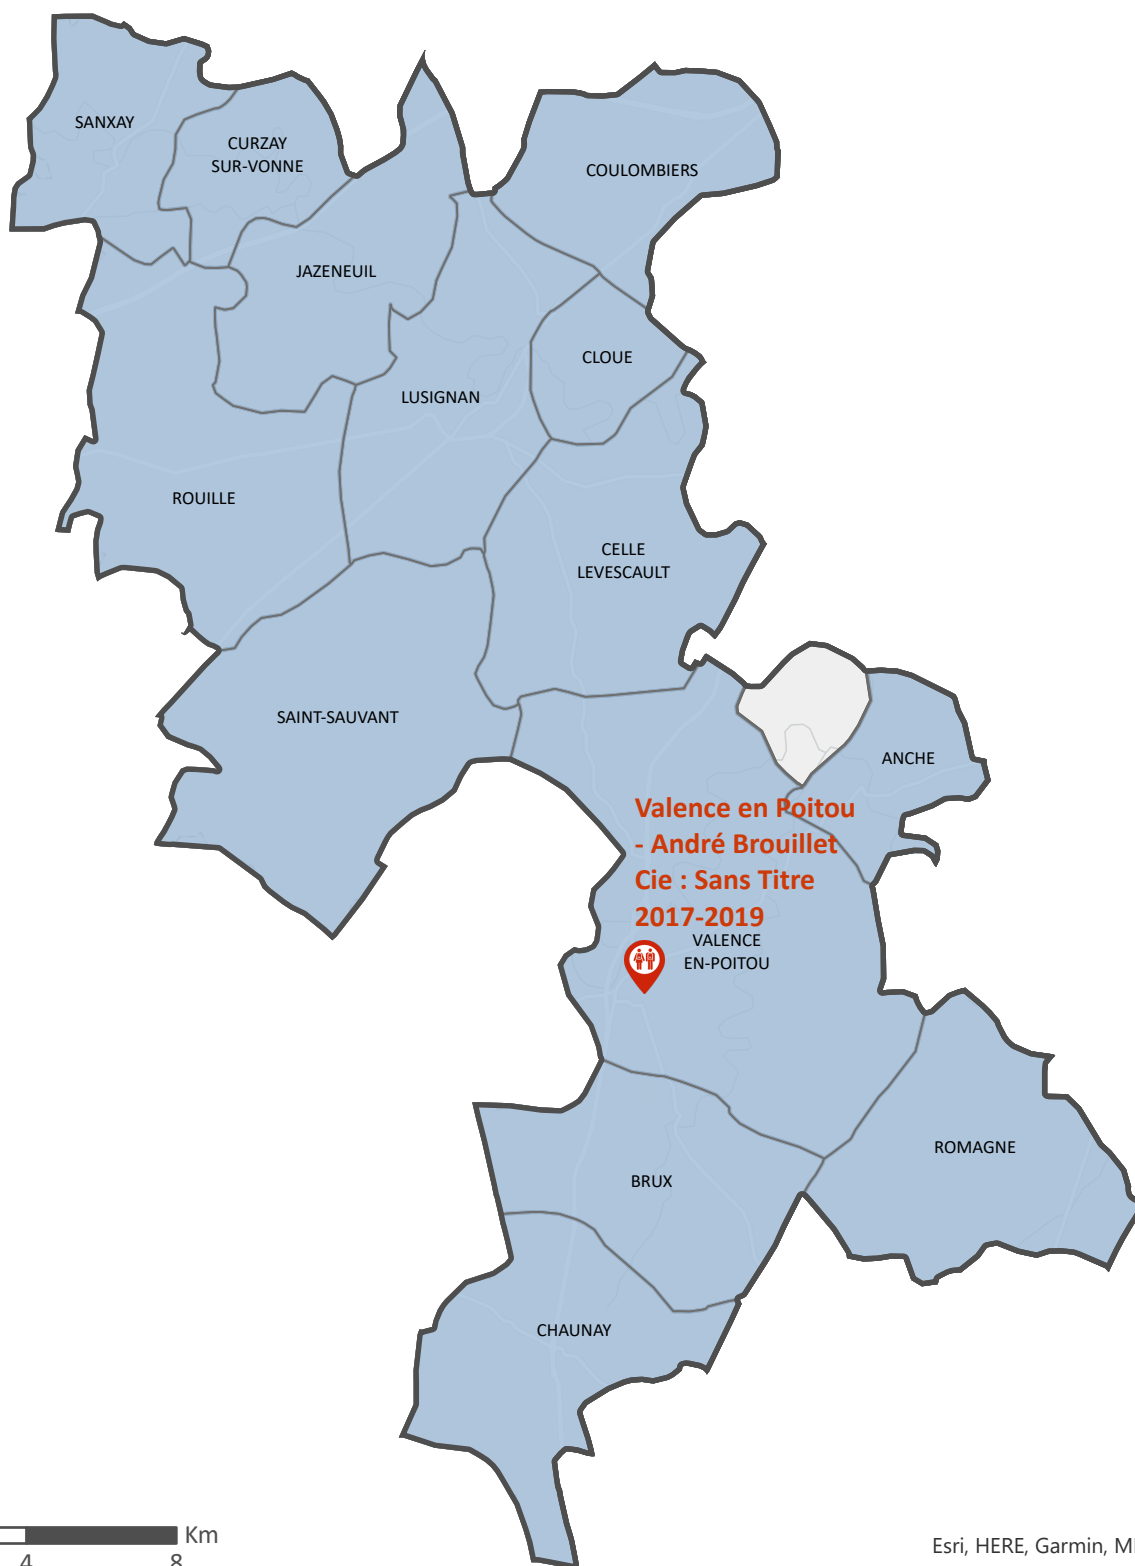 SANXAY
CURZAY
SUR-VONNE
COULOMBIERS
JAZENEUIL
CLOUE
LUSIGNAN
ROUILLE
CELLE
LEVESCAULT
SAINT-SAUVANT
ANCHE
Valence en Poitou
- André Brouillet
Cie : Sans Titre
2017-2019
VALENCE
EN-POITOU
ROMAGNE
BRUX
CHAUNAY
Km
4 8
Esri, HERE, Garmin,